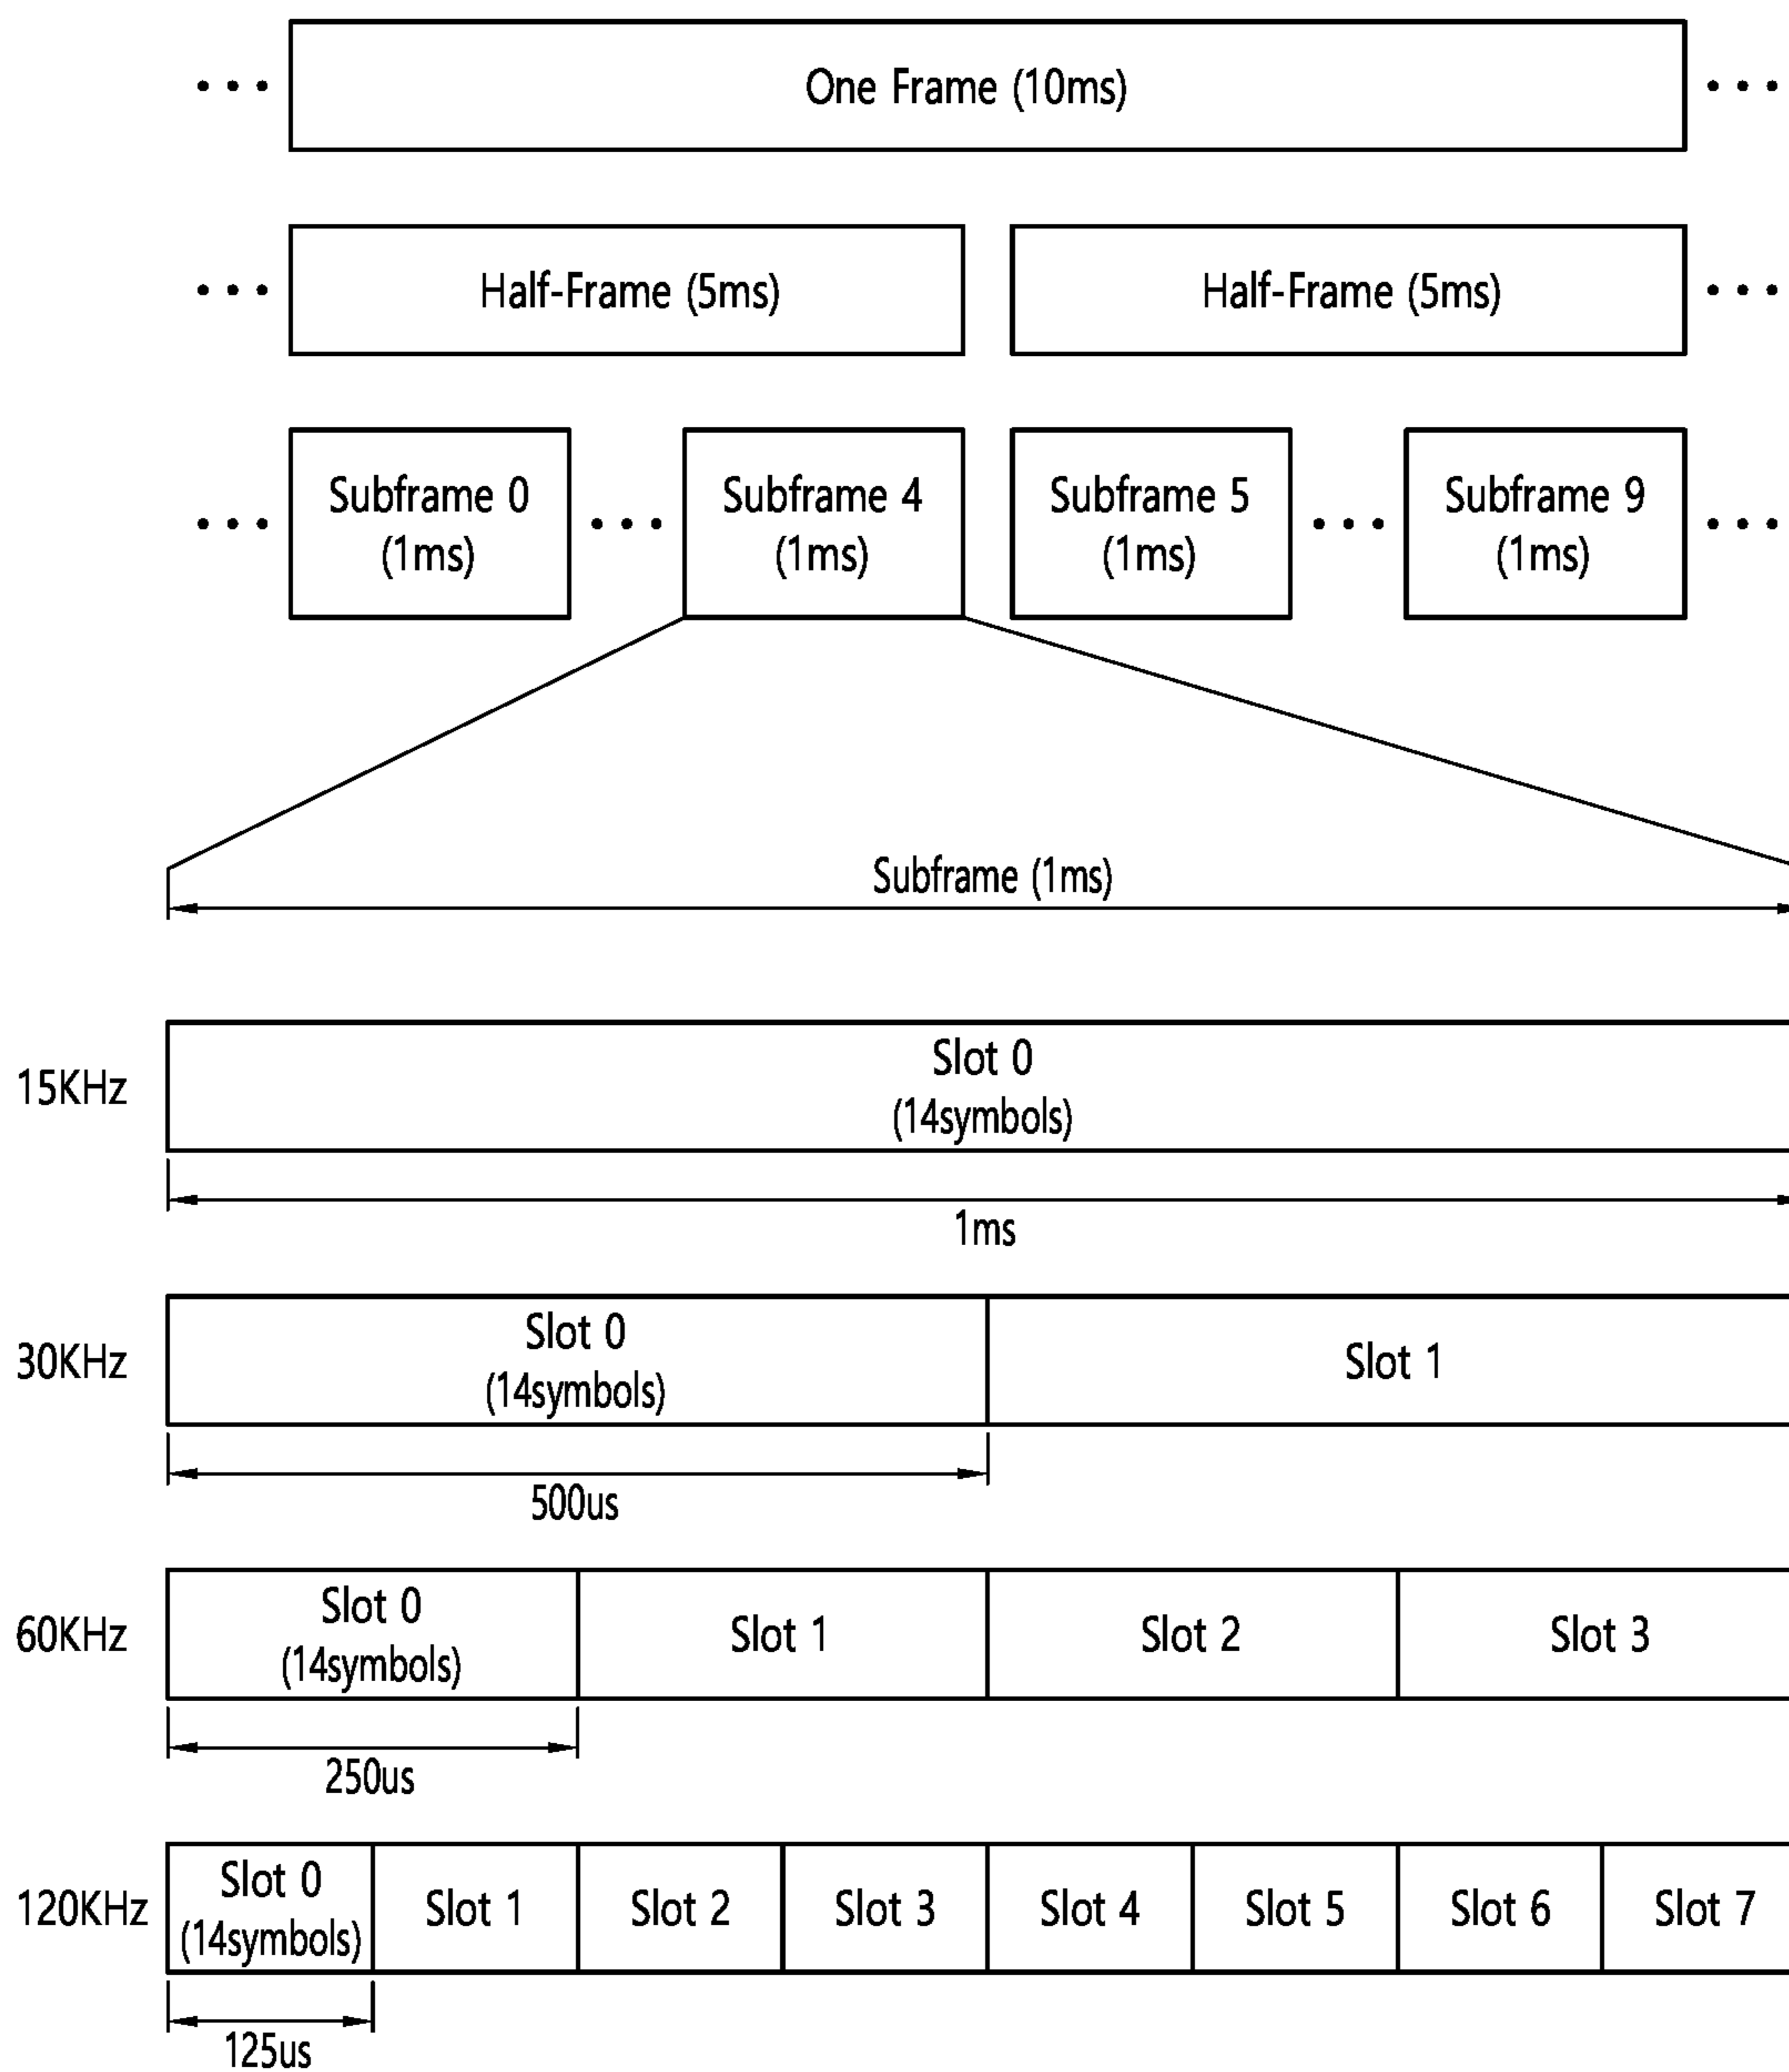 One Frame (10ms)
Half-Frame (5ms)
Half-Frame (5ms)
Subframe 0
(1ms)
Subframe 4
(1ms)
Subframe 5
(1ms)
Subframe 9
(1ms)
Subframe (1ms)
15KHz
Slot 0
(14symbols)
1ms
30KHz
Slot 0
(14symbols)
Slot 1
500us
60KHz
Slot 0
(14symbols)
Slot 1
Slot 2
Slot 3
250us
120KHz
Slot 0
(14symbols)
Slot 1
Slot 2
Slot 3
Slot 4
Slot 5
Slot 6
Slot 7
125us